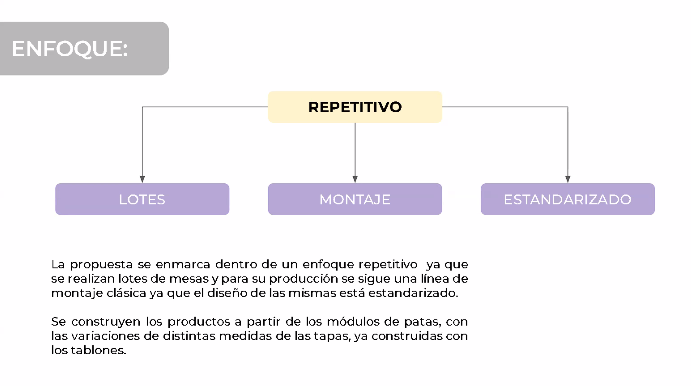 ENFOQUE:
REPETITIVO
LOTES
MONTAJE
ESTANDARIZADO
La propuesta se enmarca dentro de un enfoque repetitivo ya que
se realizan lotes de mesas y para su producción se sigue una línea de
montaje clásica ya que el diseño de las mismas está estandarizado.
Se construyen los productos a partir de los módulos de patas, con
las variaciones de distintas medidas de las tapas, ya construidas con
los tablones.